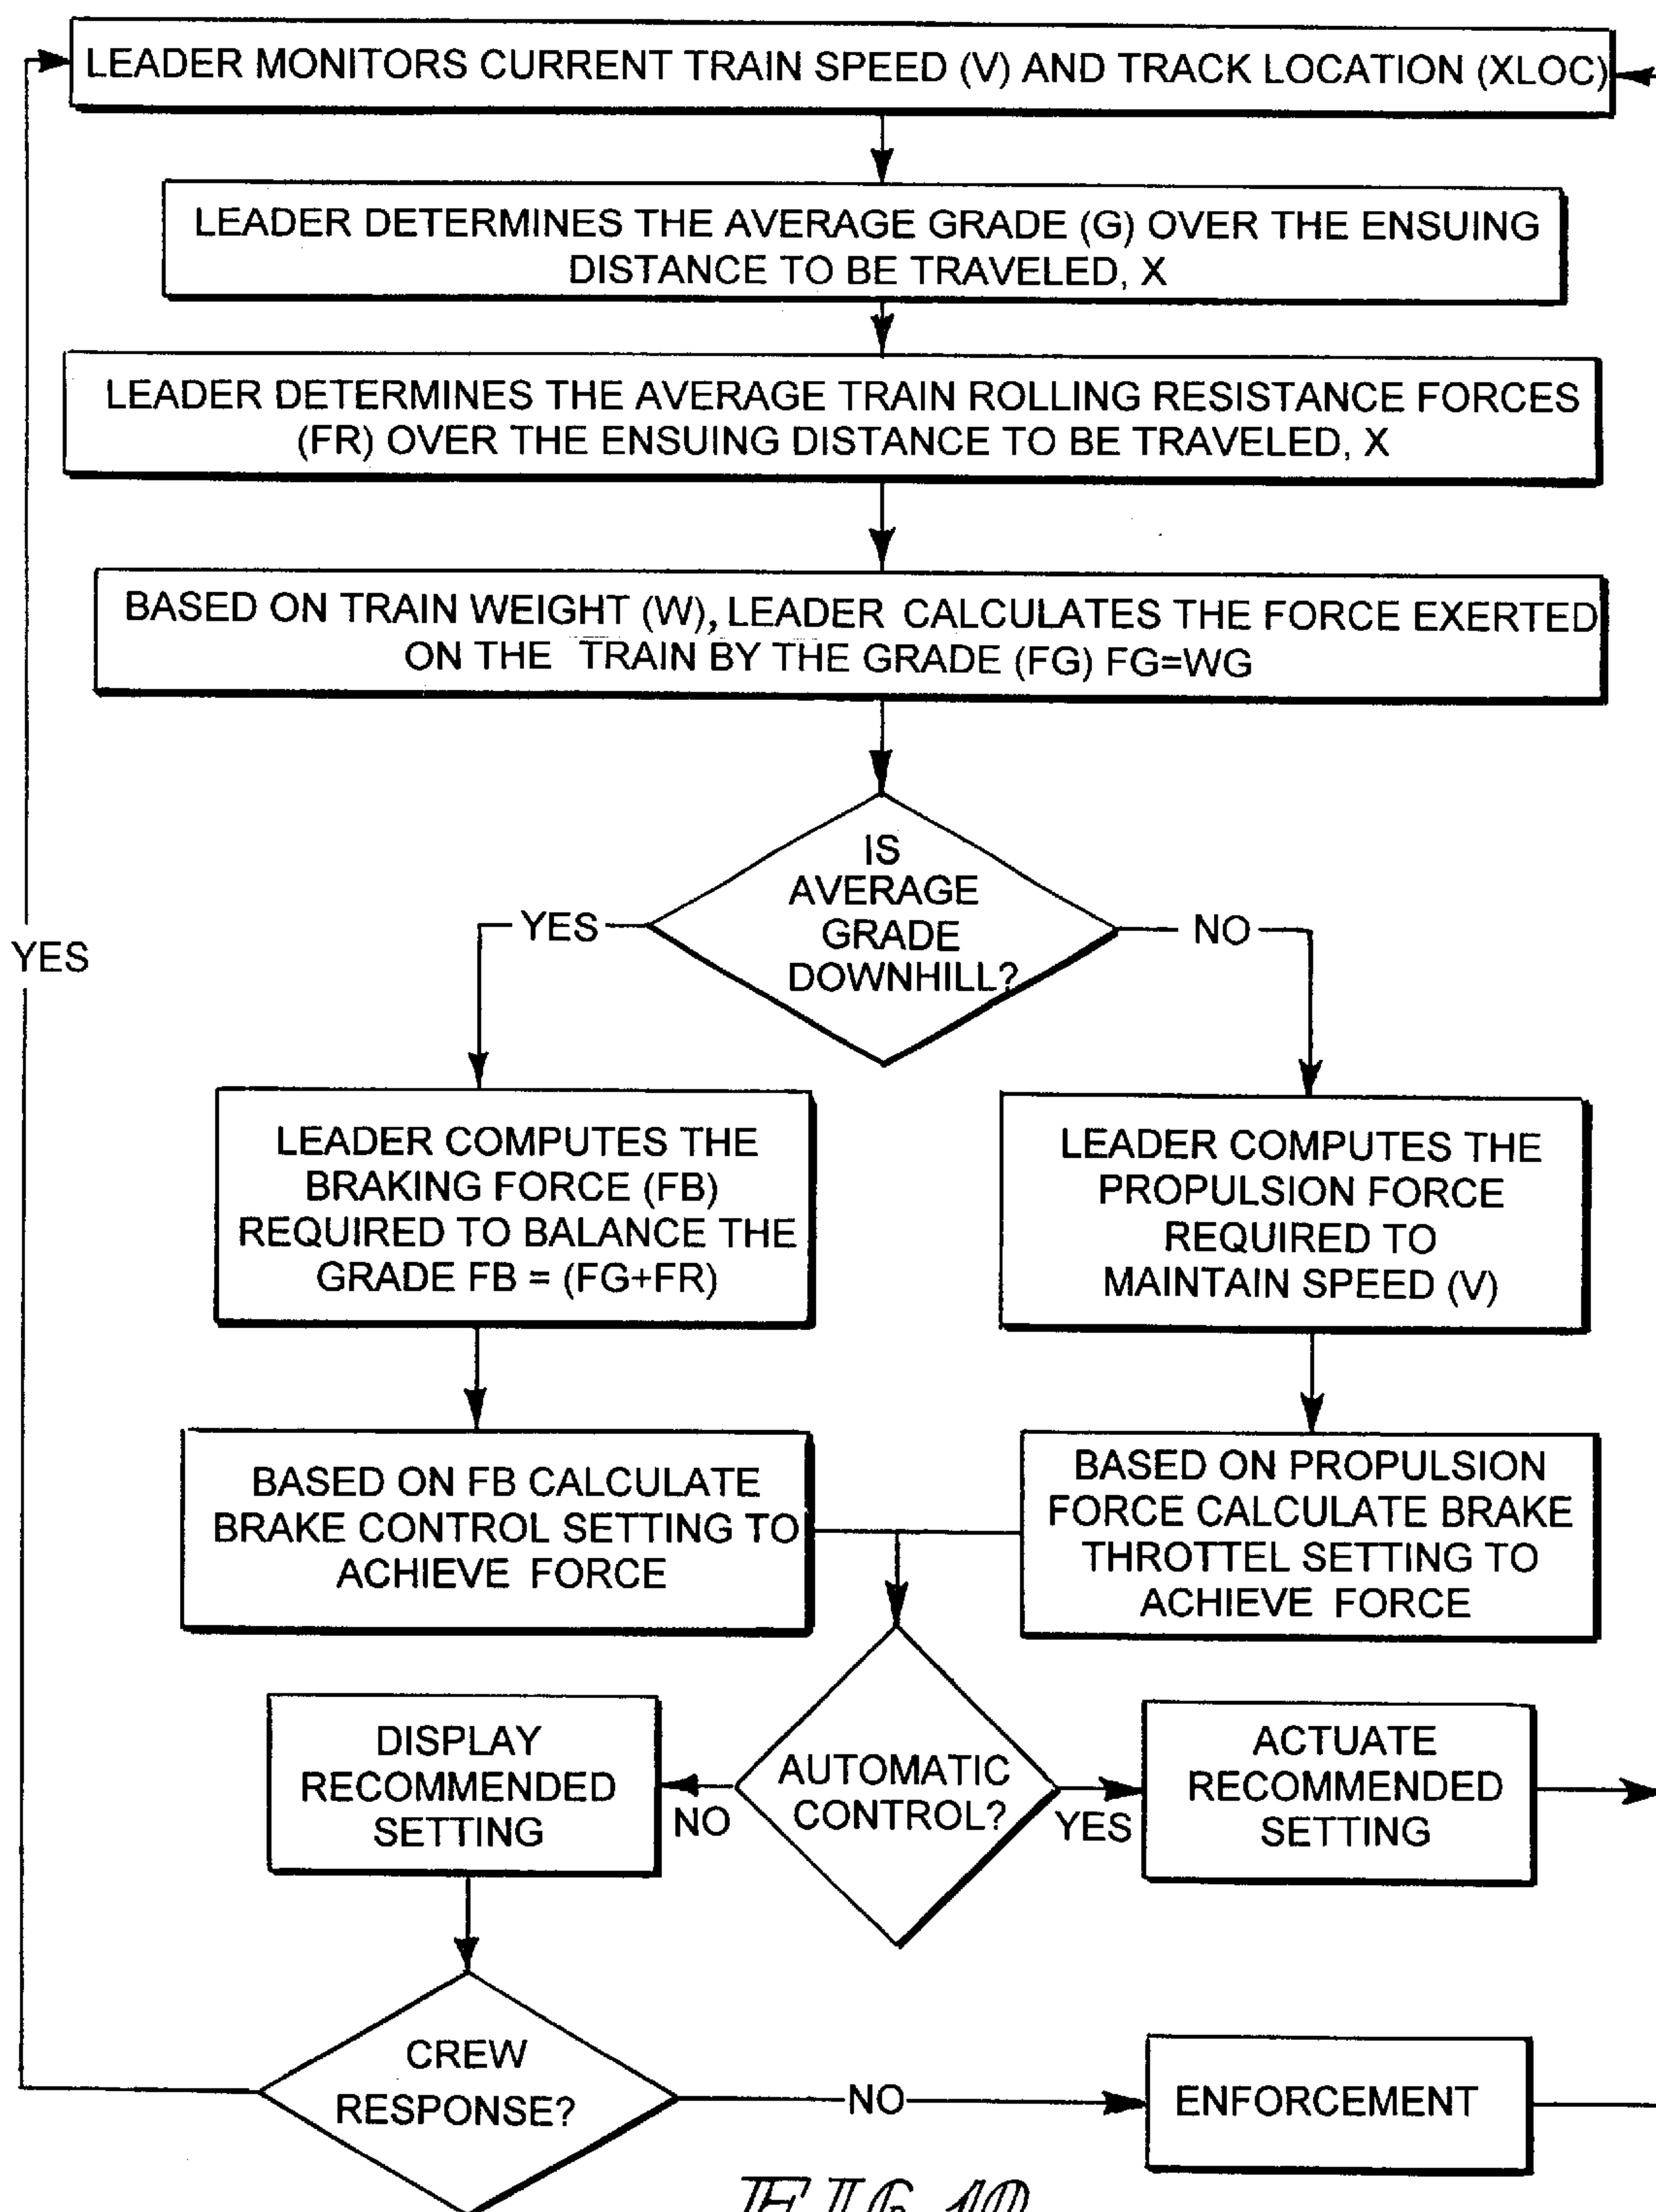 LEADER MONITORS CURRENT TRAIN SPEED (V) AND TRACK LOCATION (XLOC)
LEADER DETERMINES THE AVERAGE GRADE (G) OVER THE ENSUING
DISTANCE TO BE TRAVELED, X
LEADER DETERMINES THE AVERAGE TRAIN ROLLING RESISTANCE FORCES
(FR) OVER THE ENSUING DISTANCE TO BE TRAVELED, X
BASED ON TRAIN WEIGHT (W), LEADER CALCULATES THE FORCE EXERTED
ON THE TRAIN BY THE GRADE (FG) FG=WG
IS
AVERAGE
GRADE
DOWNHILL?
YES
NO
YES
LEADER COMPUTES THE
BRAKING FORCE (FB)
REQUIRED TO BALANCE THE
GRADE FB = (FG+FR)
LEADER COMPUTES THE
PROPULSION FORCE
REQUIRED TO
MAINTAIN SPEED (V)
BASED ON FB CALCULATE
BRAKE CONTROL SETTING TO
ACHIEVE FORCE
BASED ON PROPULSION
FORCE CALCULATE BRAKE
THROTTEL SETTING TO
ACHIEVE FORCE
DISPLAY
RECOMMENDED
SETTING
NO
AUTOMATIC
CONTROL?
YES
ACTUATE
RECOMMENDED
SETTING
CREW
RESPONSE?
NO
ENFORCEMENT